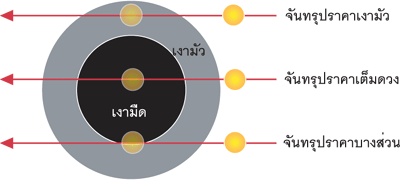 จันทรุปราคาเงามัว
เงามัว
จันทรุปราคาเต็มดวง
เงามืด
จันทรุปราคาบางส่วน